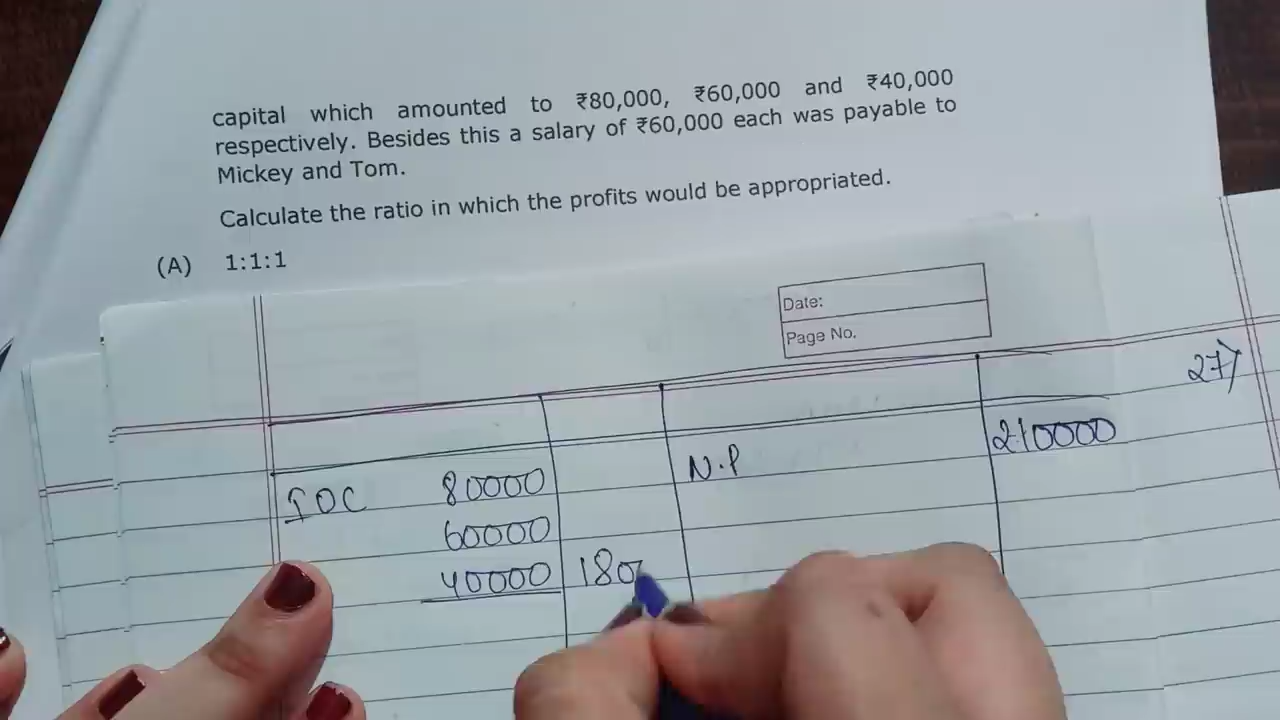 capital which amounted to ₹80,000, ₹60,000 and ₹40,000
respectively. Besides this a salary of ₹60,000 each was payable to
Mickey and Tom.
Calculate the ratio in which the profits would be appropriated.
(A) 1:1:1
Date:
Page No.
27)
IOC 80000 N.P 210000
60000
40000 180